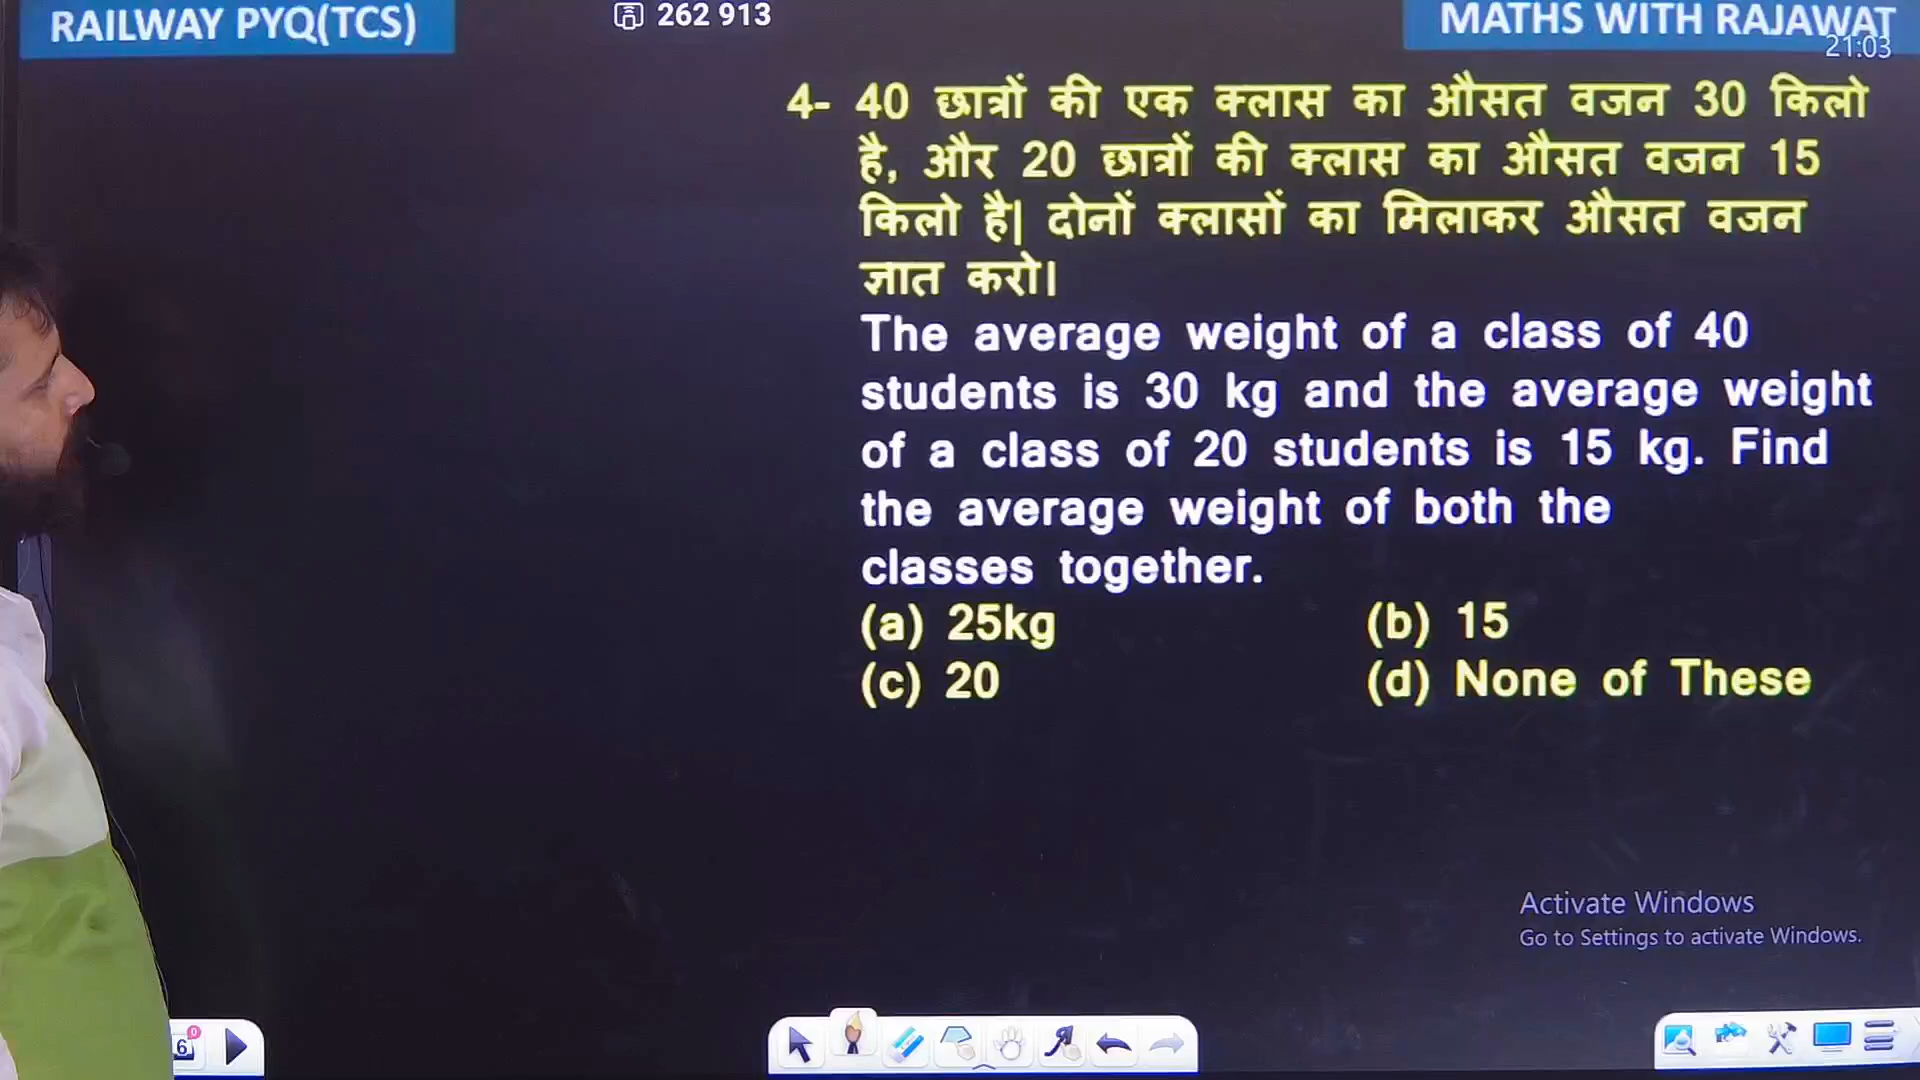 RAILWAY PYQ(TCS)
262 913
MATHS WITH RAJAWAT
21:03
4- 40 छात्रों की एक क्लास का औसत वजन 30 किलो
है, और 20 छात्रों की क्लास का औसत वजन 15
किलो है| दोनों क्लासों का मिलाकर औसत वजन
ज्ञात करो।
The average weight of a class of 40
students is 30 kg and the average weight
of a class of 20 students is 15 kg. Find
the average weight of both the
classes together.
(a) 25kg (b) 15
(c) 20 (d) None of These
Activate Windows
Go to Settings to activate Windows.